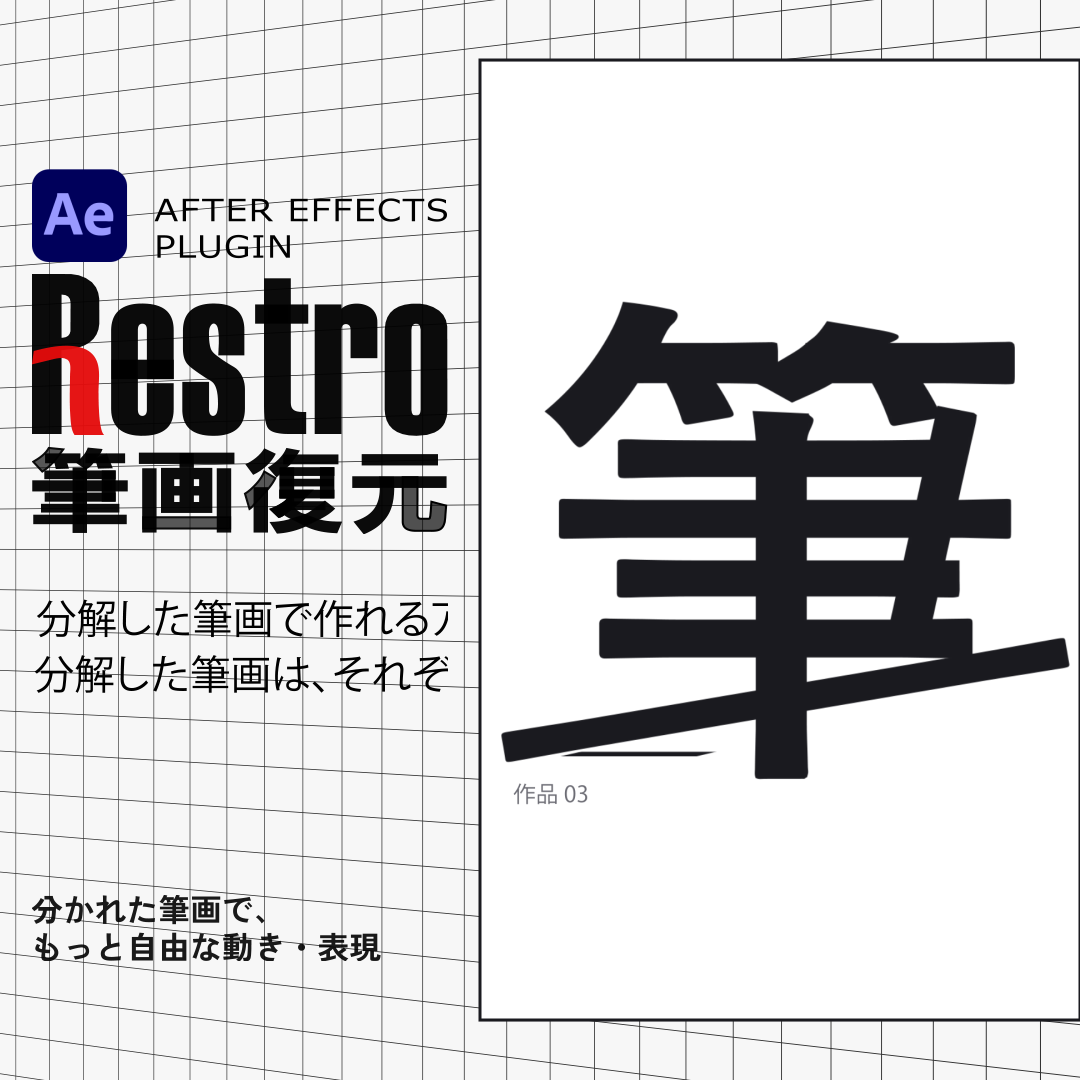 Ae
AFTER EFFECTS
PLUGIN
Restro
筆画復元
分解した筆画で作れる
分解した筆画は、それぞ
分かれた筆画で、
もっと自由な動き・表現
筆
作品 03